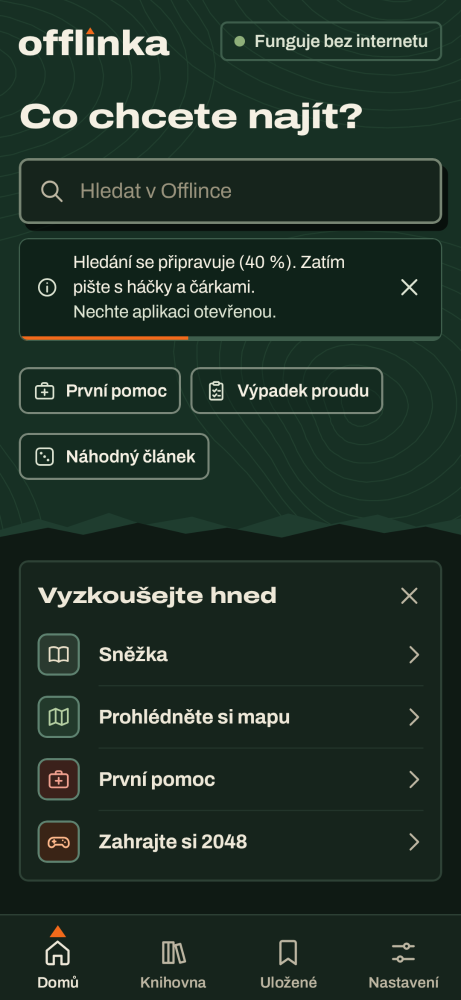 offlinka
Funguje bez internetu
Co chcete najít?
Hledat v Offlince
Hledání se připravuje (40 %). Zatím
pište s háčky a čárkami.
Nechte aplikaci otevřenou.
První pomoc
Výpadek proudu
Náhodný článek
Vyzkoušejte hned
Sněžka
Prohlédněte si mapu
První pomoc
Zahrajte si 2048
Domů
Knihovna
Uložené
Nastavení